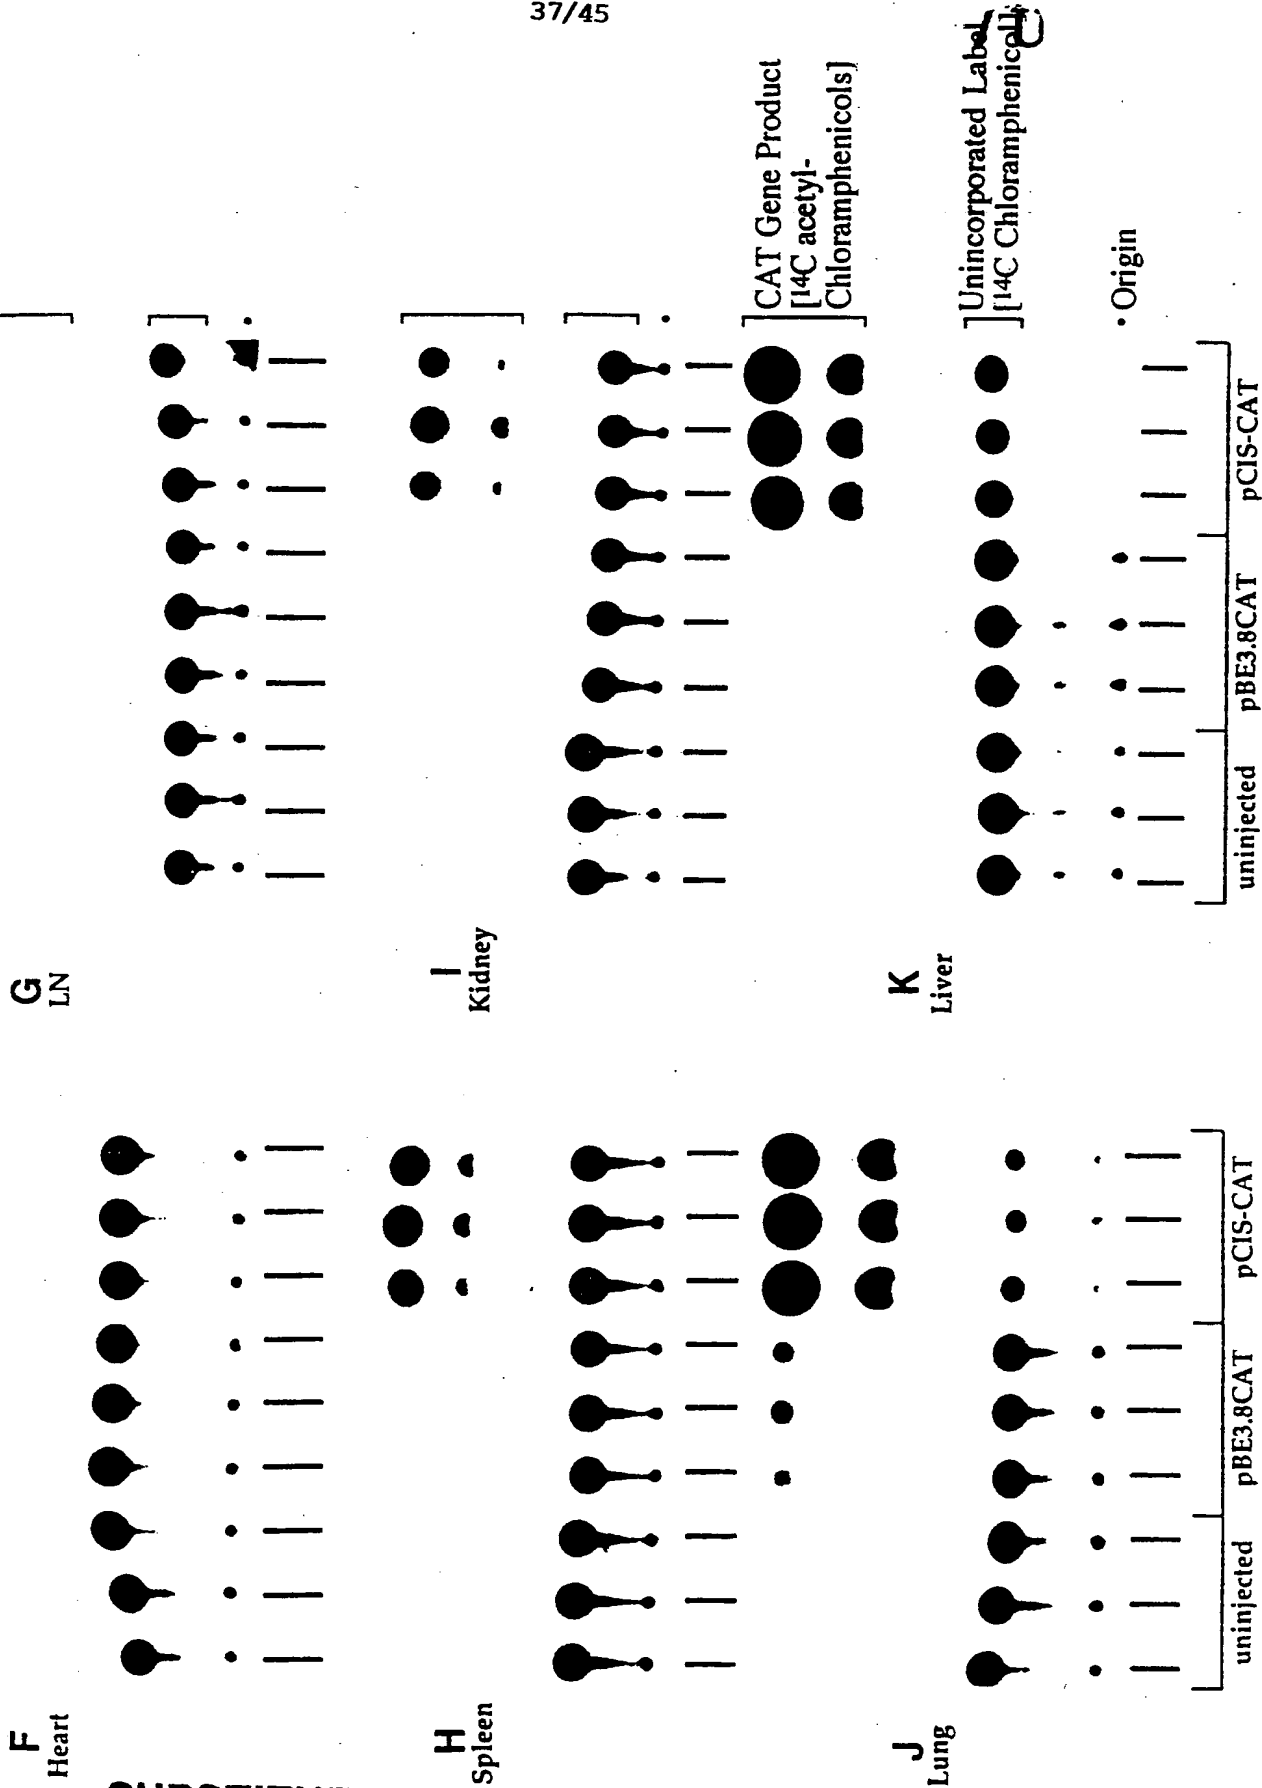 37/45
F
Heart
G
LN
H
Spleen
I
Kidney
J
Lung
K
Liver
CAT Gene Product
[14C acetyl-
Chloramphenicols]
Unincorporated Label
[14C Chloramphenicol]
• Origin
uninjected
pBE3.8CAT
pCIS-CAT
uninjected
pBE3.8CAT
pCIS-CAT